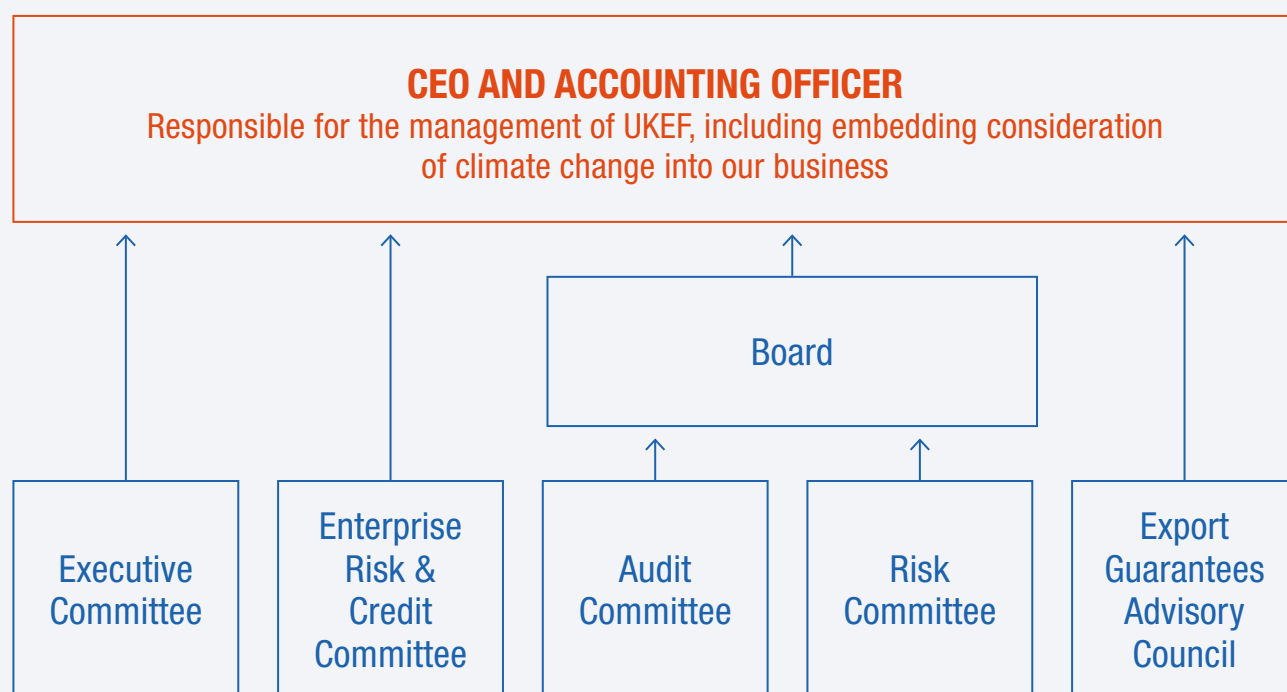 CEO AND ACCOUNTING OFFICER
Responsible for the management of UKEF, including embedding consideration
of climate change into our business
Board
Executive
Committee
Enterprise
Risk &
Credit
Committee
Audit
Committee
Risk
Committee
Export
Guarantees
Advisory
Council